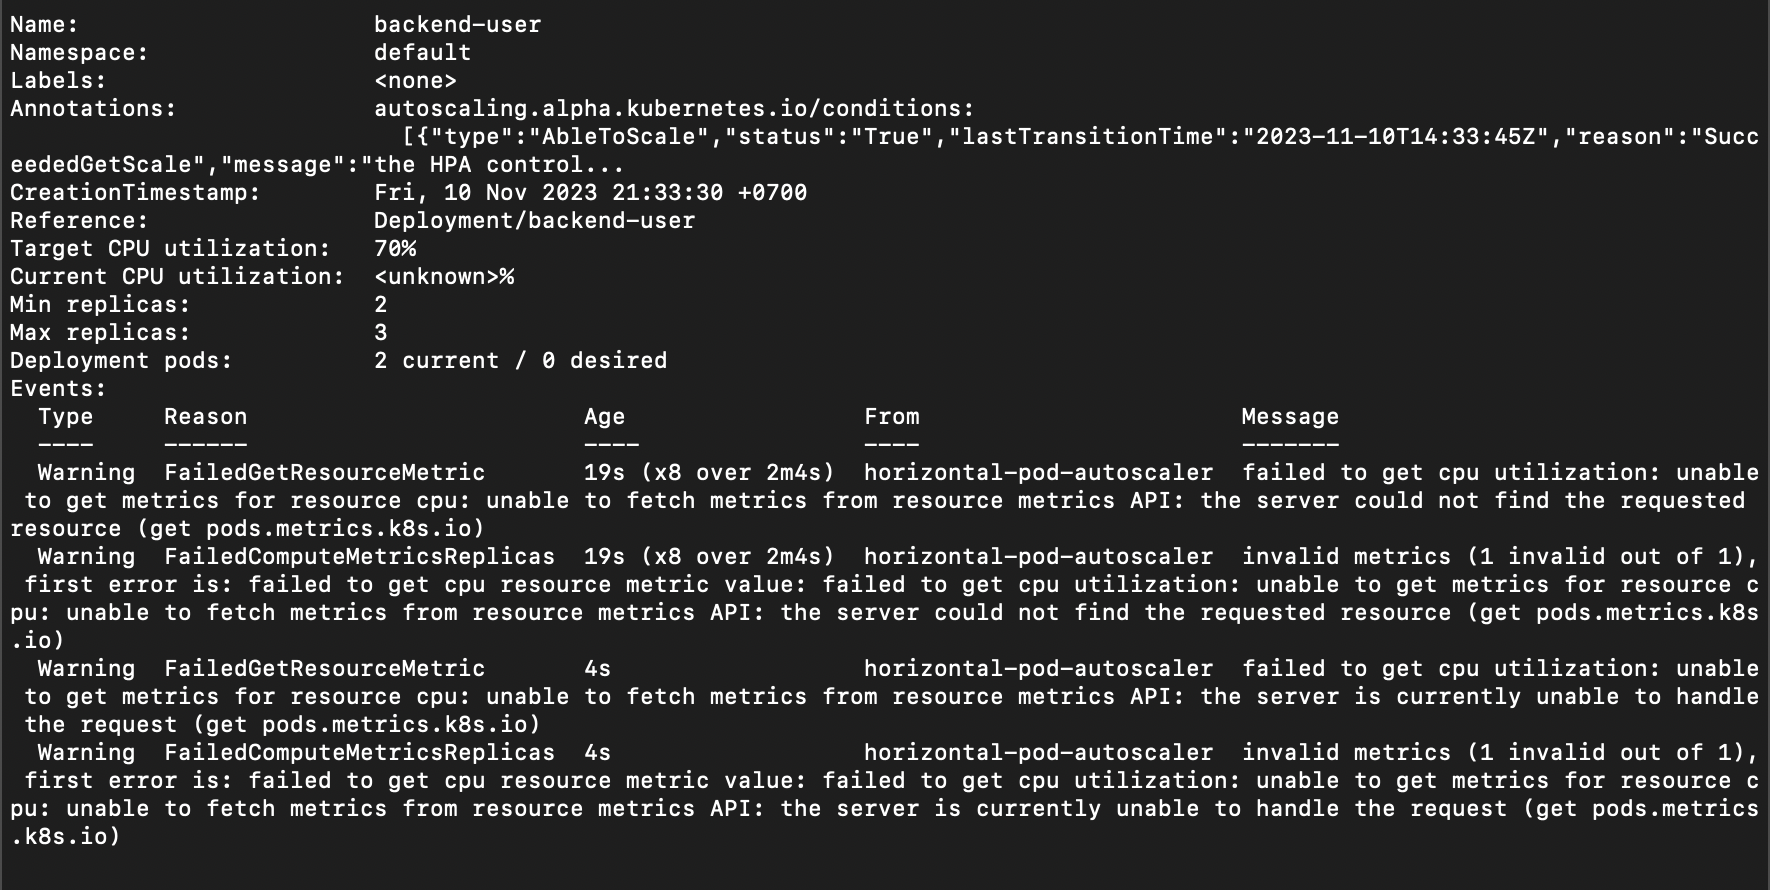 Name:                     backend-user
Namespace:                default
Labels:                   <none>
Annotations:              autoscaling.alpha.kubernetes.io/conditions:
                            [{"type":"AbleToScale","status":"True","lastTransitionTime":"2023-11-10T14:33:45Z","reason":"Succ
eededGetScale","message":"the HPA control...
CreationTimestamp:        Fri, 10 Nov 2023 21:33:30 +0700
Reference:                Deployment/backend-user
Target CPU utilization:   70%
Current CPU utilization:  <unknown>%
Min replicas:             2
Max replicas:             3
Deployment pods:          2 current / 0 desired
Events:
  Type     Reason                        Age                 From                       Message
  ----     ------                        ----                ----                       -------
  Warning  FailedGetResourceMetric       19s (x8 over 2m4s)  horizontal-pod-autoscaler  failed to get cpu utilization: unable
 to get metrics for resource cpu: unable to fetch metrics from resource metrics API: the server could not find the requested
resource (get pods.metrics.k8s.io)
  Warning  FailedComputeMetricsReplicas  19s (x8 over 2m4s)  horizontal-pod-autoscaler  invalid metrics (1 invalid out of 1),
 first error is: failed to get cpu resource metric value: failed to get cpu utilization: unable to get metrics for resource c
pu: unable to fetch metrics from resource metrics API: the server could not find the requested resource (get pods.metrics.k8s
.io)
  Warning  FailedGetResourceMetric       4s                  horizontal-pod-autoscaler  failed to get cpu utilization: unable
 to get metrics for resource cpu: unable to fetch metrics from resource metrics API: the server is currently unable to handle
 the request (get pods.metrics.k8s.io)
  Warning  FailedComputeMetricsReplicas  4s                  horizontal-pod-autoscaler  invalid metrics (1 invalid out of 1),
 first error is: failed to get cpu resource metric value: failed to get cpu utilization: unable to get metrics for resource c
pu: unable to fetch metrics from resource metrics API: the server is currently unable to handle the request (get pods.metrics
.k8s.io)